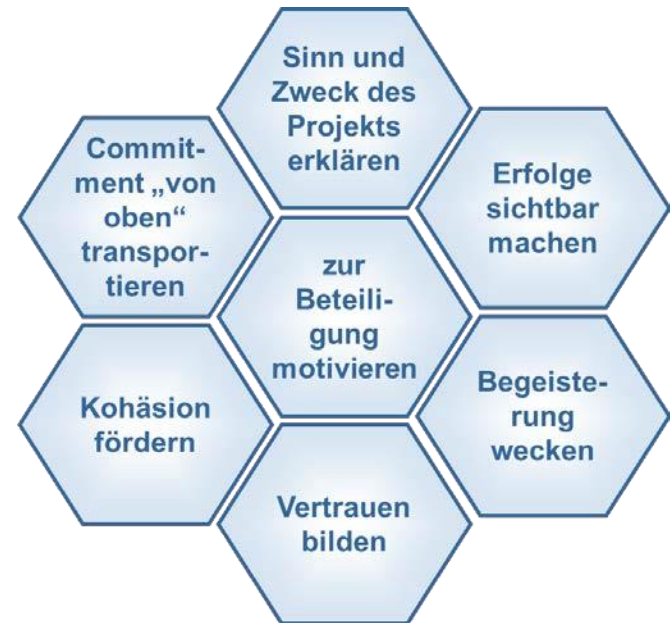 Sinn und
Zweck des
Projekts
erklären
Commit-
ment „von
oben“
transpor-
tieren
Erfolge
sichtbar
machen
zur
Beteili-
gung
motivieren
Kohäsion
fördern
Begeiste-
rung
wecken
Vertrauen
bilden